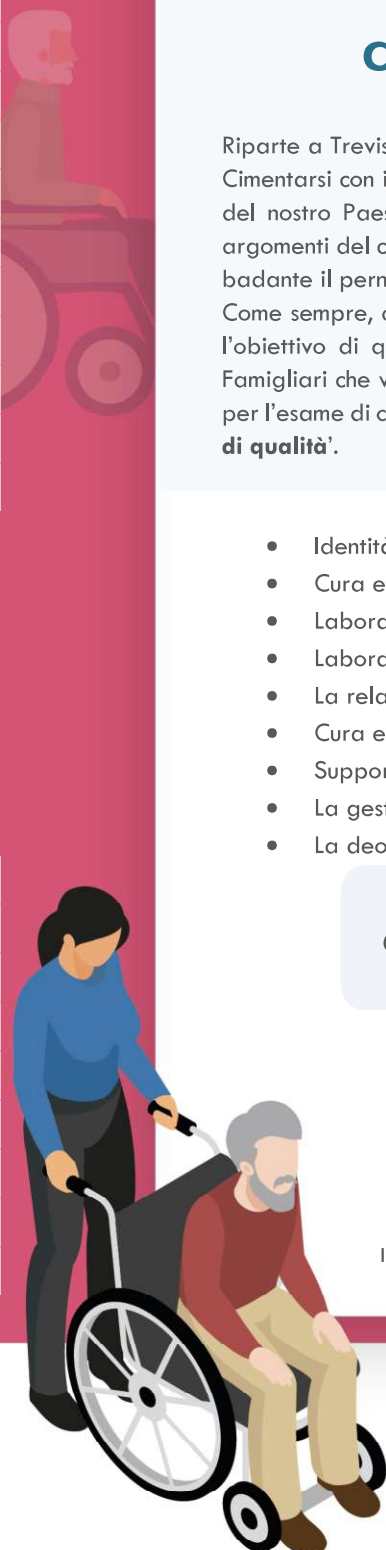 Riparte a Trevis
Cimentarsi con i
del nostro Paes
argomenti del c
badante il perm
Come sempre, c
l'obiettivo di q
Famigliari che v
per l'esame di c
di qualità'.
• Identità
• Cura e
• Labora
• Labora
• La rela
• Cura e
• Suppor
• La gest
• La deo